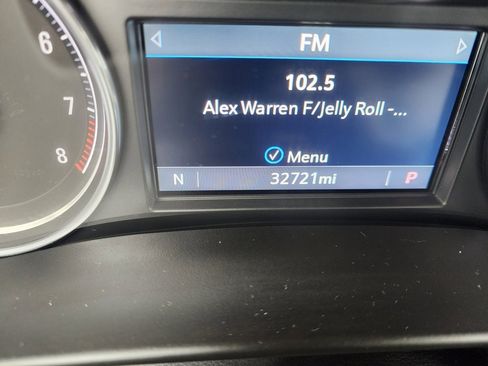 6
7
8
FM
102.5
Alex Warren F/Jelly Roll -...
Menu
N 32721mi P